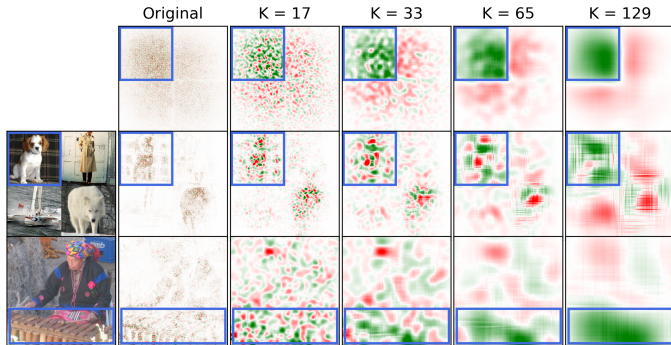 Original K = 17 K = 33 K = 65 K = 129